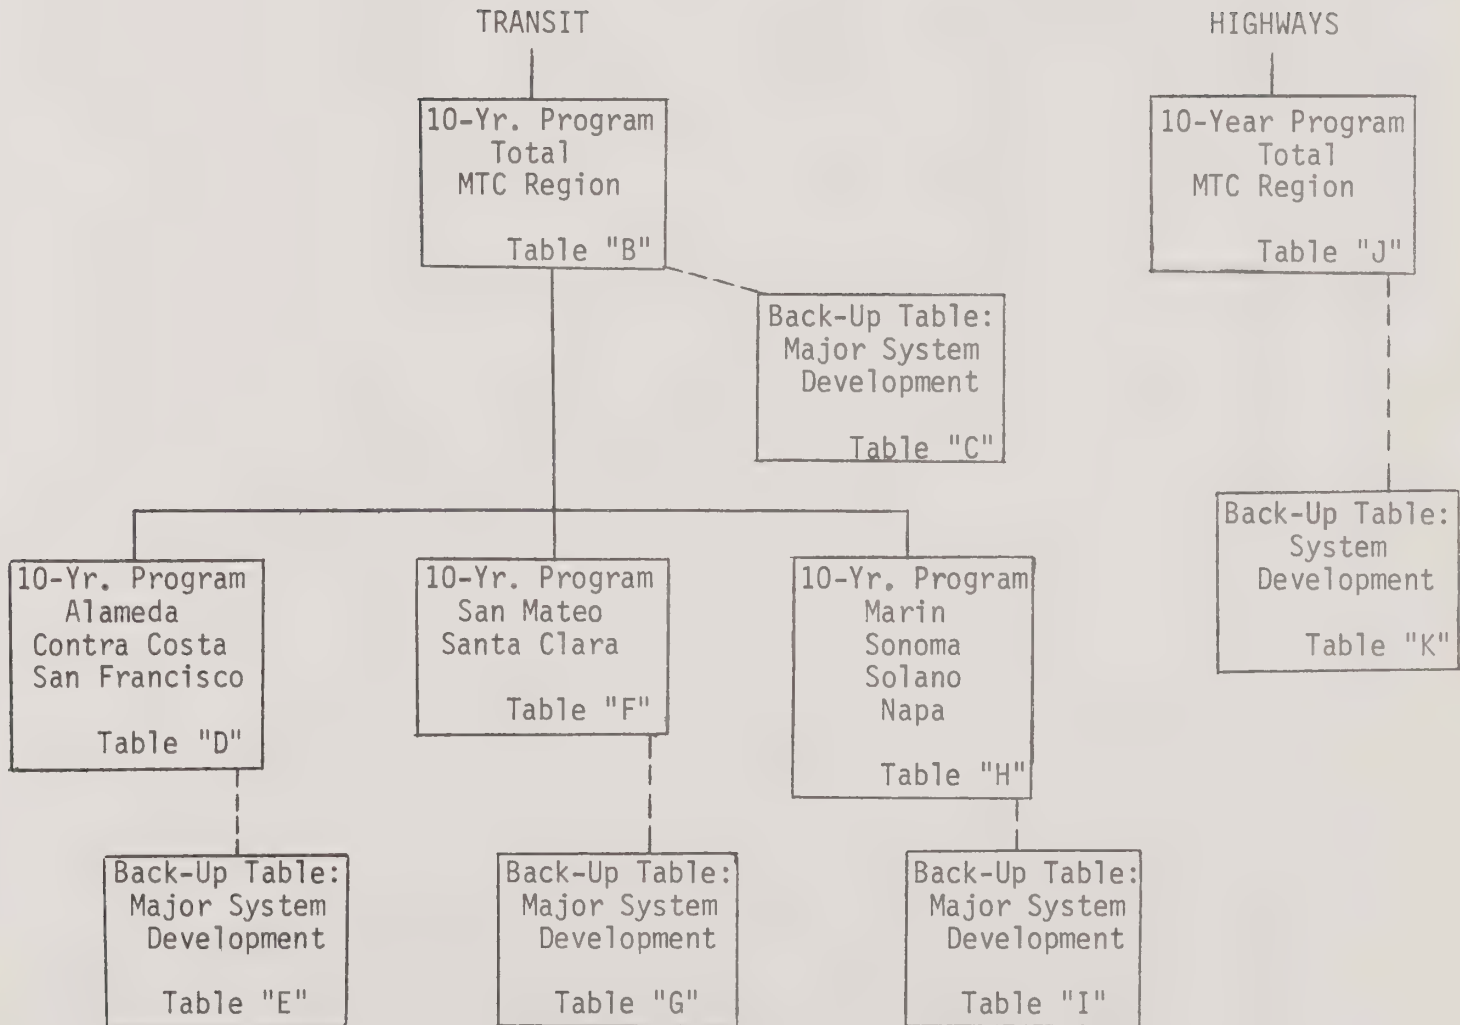 TRANSIT
10-Yr. Program
Total
MTC Region
Table "B"
Back-Up Table:
Major System
Development
Table "C"
10-Yr. Program
Alameda
Contra Costa
San Francisco
Table "D"
10-Yr. Program
San Mateo
Santa Clara
Table "F"
10-Yr. Program
Marin
Sonoma
Solano
Napa
Table "H"
Back-Up Table:
Major System
Development
Table "E"
Back-Up Table:
Major System
Development
Table "G"
Back-Up Table:
Major System
Development
Table "I"
HIGHWAYS
10-Year Program
Total
MTC Region
Table "J"
Back-Up Table:
System
Development
Table "K"